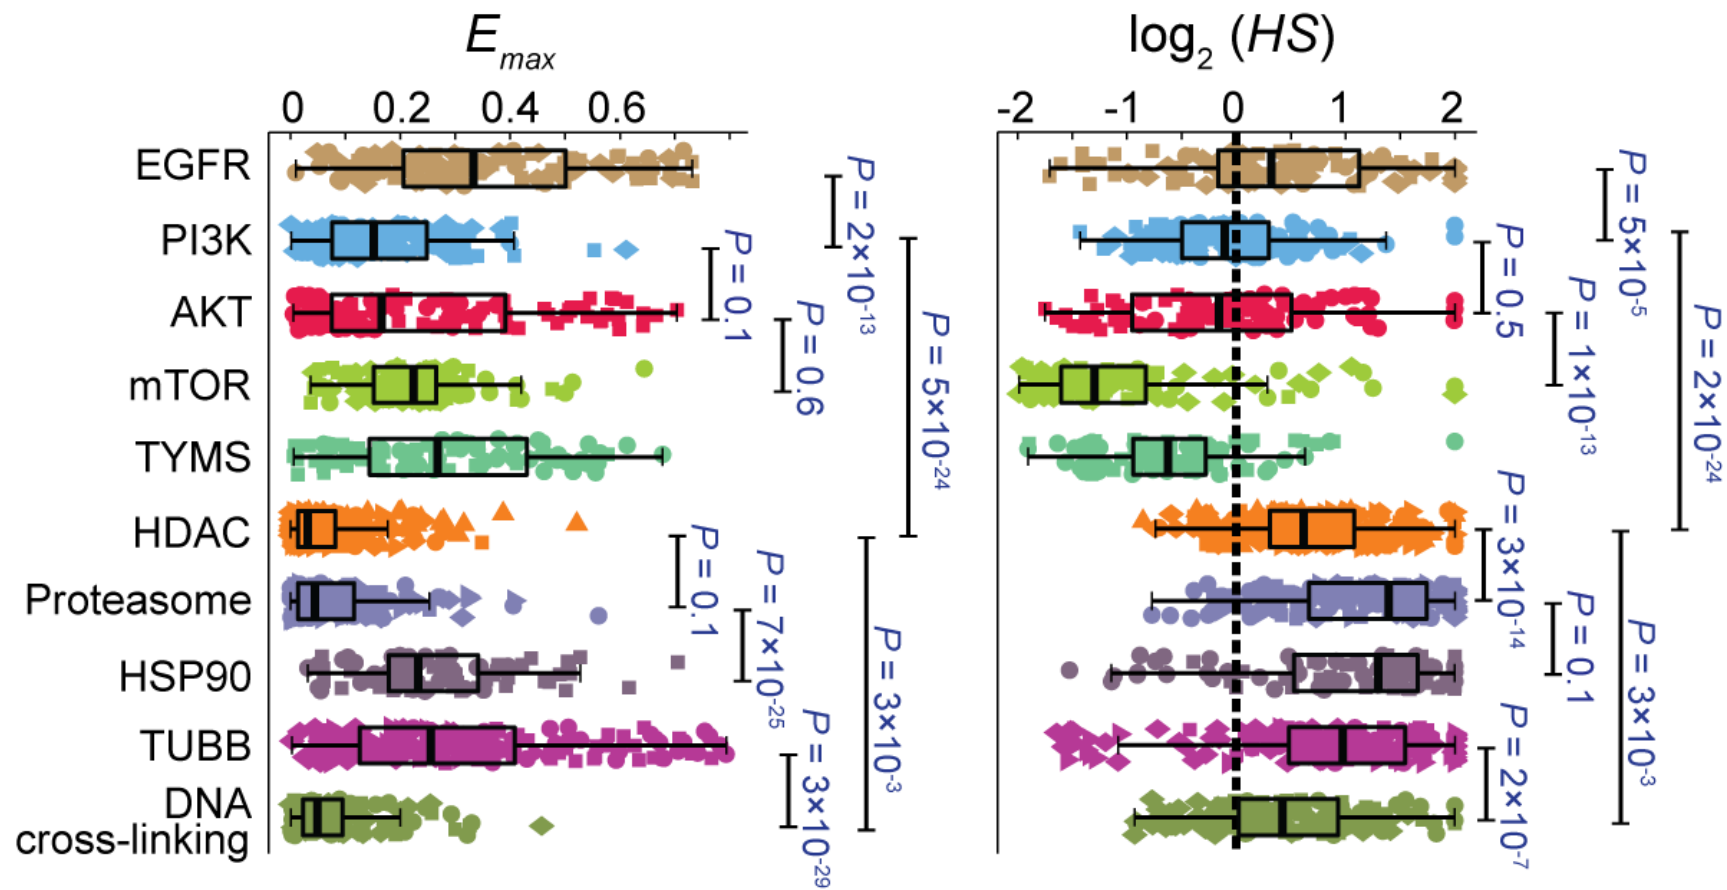 E_max
log₂ (HS)
0 0.2 0.4 0.6
-2 -1 0 1 2
EGFR
PI3K
AKT
mTOR
TYMS
HDAC
Proteasome
HSP90
TUBB
DNA
cross-linking
P = 2×10⁻¹³
P = 0.1
P = 0.6
P = 5×10⁻²⁴
P = 0.1
P = 7×10⁻²⁵
P = 3×10⁻³
P = 3×10⁻²⁹
P = 5×10⁻⁵
P = 0.5
P = 1×10⁻¹³
P = 2×10⁻²⁴
P = 3×10⁻¹⁴
P = 0.1
P = 3×10⁻³
P = 2×10⁻⁷